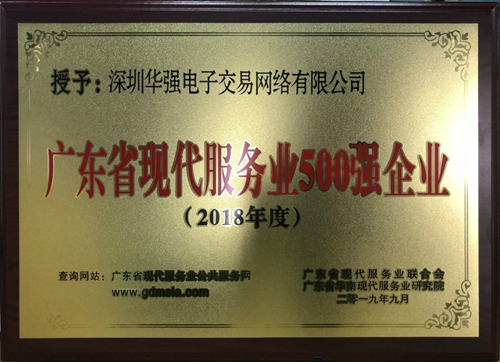 授予：深圳华强电子交易网络有限公司
广东省现代服务业500强企业
（2018年度）
查询网站：广东省现代服务业公共服务网
www.gdmsia.com
广东省现代服务业联合会
广东省华南现代服务业研究院
二零一九年九月